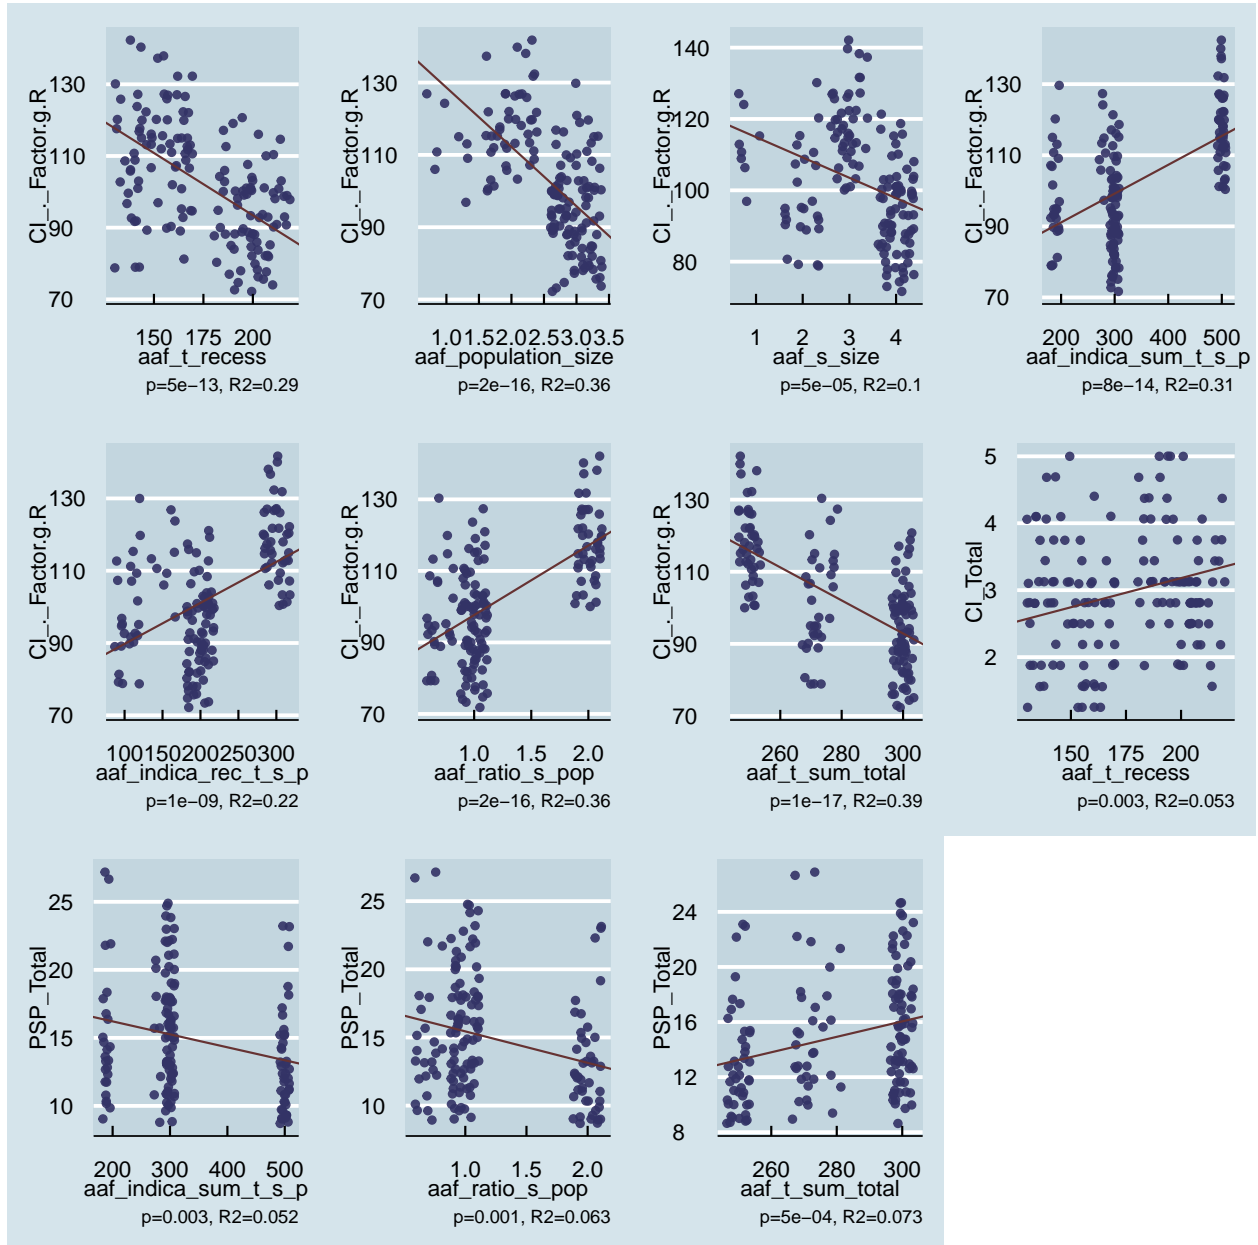 CI_._Factor.g.R
130
110
90
70
150 175 200
aaf_t_recess
p=5e−13, R2=0.29
CI_._Factor.g.R
130
110
90
70
1.01.52.02.53.03.5
aaf_population_size
p=2e−16, R2=0.36
CI_._Factor.g.R
140
120
100
80
1 2 3 4
aaf_s_size
p=5e−05, R2=0.1
CI_._Factor.g.R
130
110
90
70
200 300 400 500
aaf_indica_sum_t_s_p
p=8e−14, R2=0.31
CI_._Factor.g.R
130
110
90
70
100150200250300
aaf_indica_rec_t_s_p
p=1e−09, R2=0.22
CI_._Factor.g.R
130
110
90
70
1.0 1.5 2.0
aaf_ratio_s_pop
p=2e−16, R2=0.36
CI_._Factor.g.R
130
110
90
70
260 280 300
aaf_t_sum_total
p=1e−17, R2=0.39
CI_Total
5
4
3
2
150 175 200
aaf_t_recess
p=0.003, R2=0.053
PSP_Total
25
20
15
10
200 300 400 500
aaf_indica_sum_t_s_p
p=0.003, R2=0.052
PSP_Total
25
20
15
10
1.0 1.5 2.0
aaf_ratio_s_pop
p=0.001, R2=0.063
PSP_Total
24
20
16
12
8
260 280 300
aaf_t_sum_total
p=5e−04, R2=0.073